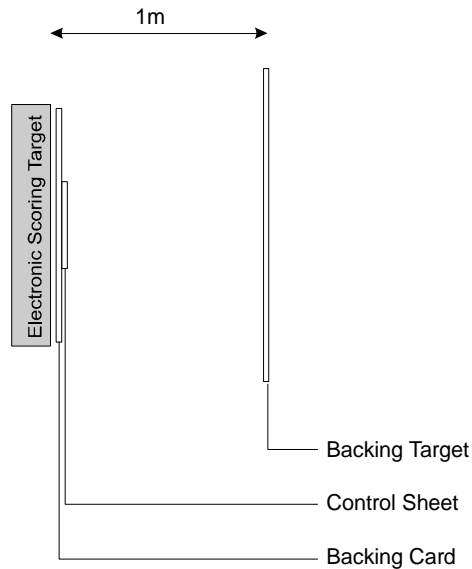 1m
Electronic Scoring Target
Backing Target
Control Sheet
Backing Card